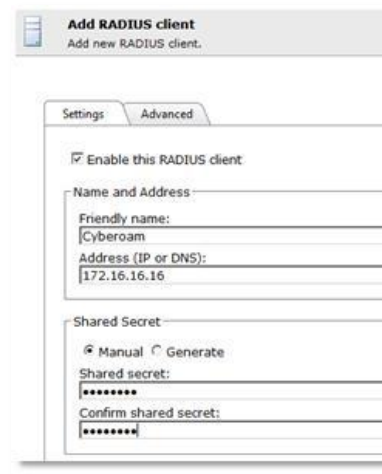 Add RADIUS client
Add new RADIUS client.
Settings Advanced
Enable this RADIUS client
Name and Address
Friendly name:
Cyberoam
Address (IP or DNS):
172.16.16.16
Shared Secret
Manual Generate
Shared secret:
••••••••
Confirm shared secret:
••••••••